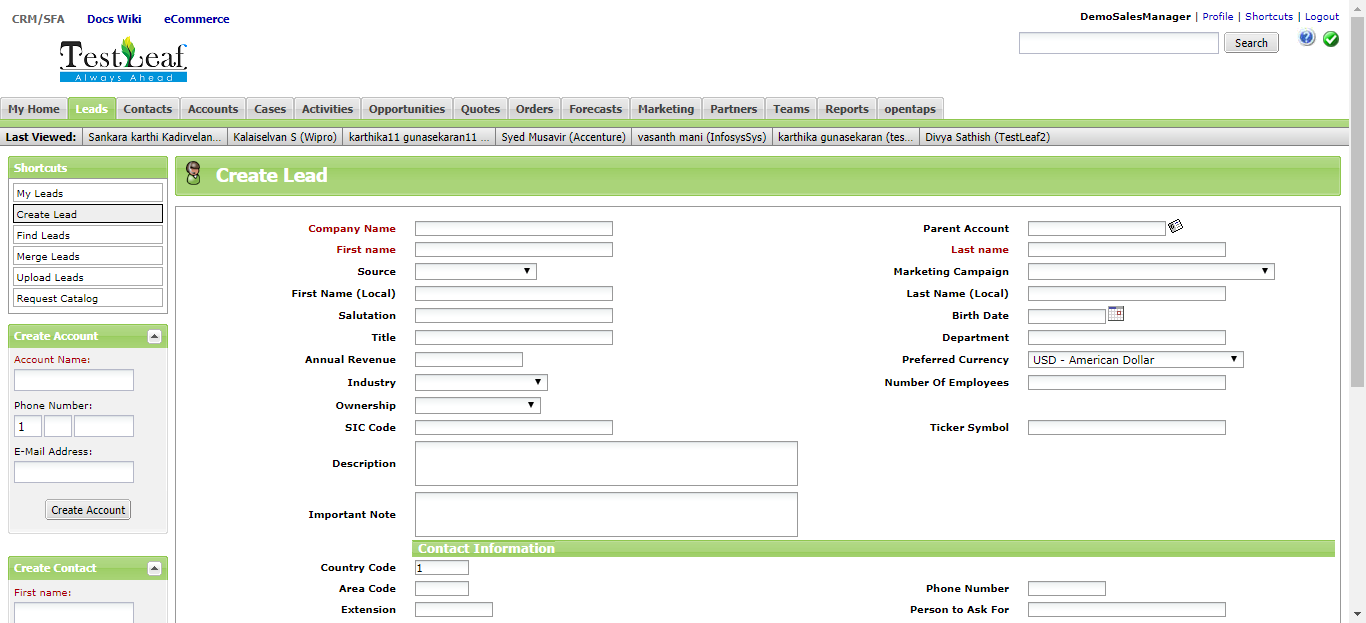 CRM/SFA Docs Wiki eCommerce
DemoSalesManager | Profile | Shortcuts | Logout
TestLeaf
Always Ahead
Search
My Home Leads Contacts Accounts Cases Activities Opportunities Quotes Orders Forecasts Marketing Partners Teams Reports opentaps
Last Viewed: Sankara karthi Kadirvelan... Kalaiselvan S (Wipro) karthika11 gunasekaran11 ... Syed Musavir (Accenture) vasanth mani (InfosysSys) karthika gunasekaran (tes... Divya Sathish (TestLeaf2)
Shortcuts
My Leads
Create Lead
Find Leads
Merge Leads
Upload Leads
Request Catalog
Create Account
Account Name:
Phone Number:
1
E-Mail Address:
Create Account
Create Contact
First name:
Create Lead
Company Name Parent Account
First name Last name
Source Marketing Campaign
First Name (Local) Last Name (Local)
Salutation Birth Date
Title Department
Annual Revenue Preferred Currency USD - American Dollar
Industry Number Of Employees
Ownership
SIC Code Ticker Symbol
Description
Important Note
Contact Information
Country Code 1
Area Code Phone Number
Extension Person to Ask For